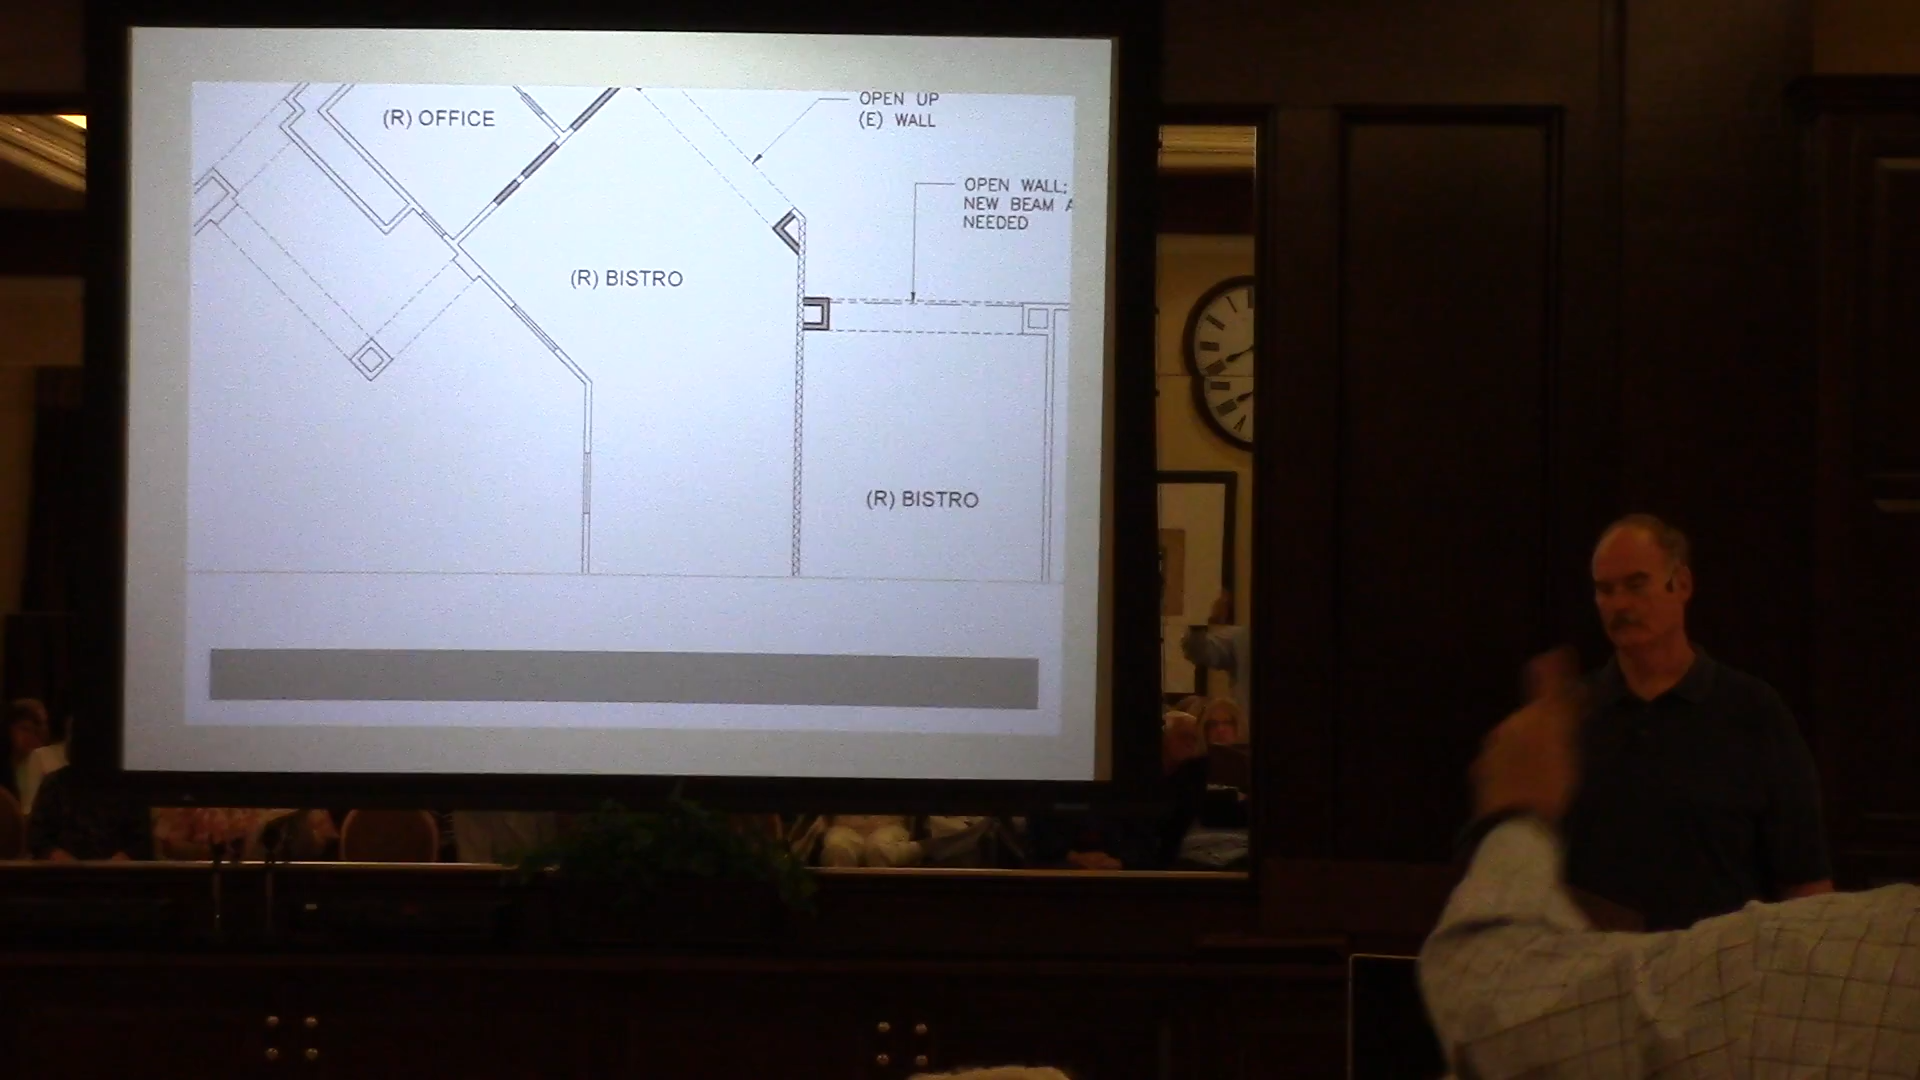 (R) OFFICE
OPEN UP
(E) WALL
OPEN WALL;
NEW BEAM A
NEEDED
(R) BISTRO
(R) BISTRO